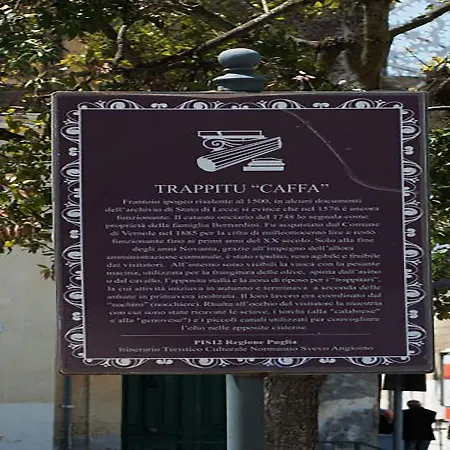 TRAPPITU "CAFFA"
Frantoio ipogeo risalente al 1500, in alcuni documenti
dell'archivio di Stato di Lecce si evince che nel 1576 è ancora
funzionante. Il catasto onciario del 1748 lo segnala come
proprietà della famiglia Bernardini. Fu acquistato dal Comune
di Vernole nel 1885 per la cifra di milleottocento lire e restò
funzionante fino ai primi anni del XX secolo. Solo alla fine
degli anni Novanta, grazie all'impegno dell'allora
amministrazione comunale, è stato ripulito, reso agibile e fruibile
dai visitatori. All'interno sono visibili la vasca con la pesante
macina, utilizzata per la frangitura delle olive, spinta dall'asino
o dal cavallo, l'apposita stalla e la zona di riposo per i "trappitari",
la cui attività iniziava in autunno e terminava a seconda delle
annate in primavera inoltrata. Il loro lavoro era coordinato dal
"nachiro" (nocchiero). Risalta all'occhio del visitatore la maestria
con cui sono state ricavate le sciave, i torchi (alla "calabrese"
e alla "genovese") e i piccoli canali utilizzati per convogliare
l'olio nelle apposite cisterne.
PIS12 Regione Puglia
Itinerario Turistico Culturale Normanno Svevo Angioino